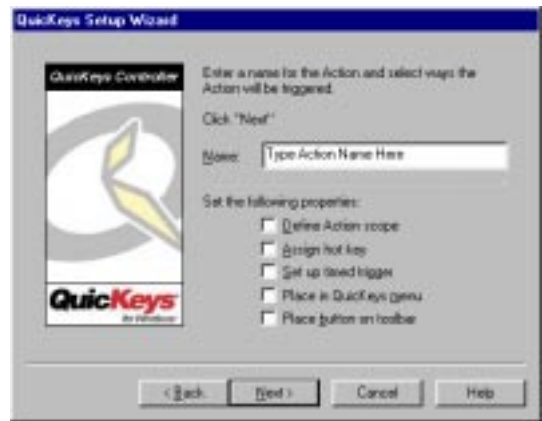 QuicKeys Setup Wizard
QuicKeys Controller
Enter a name for the Action and select ways the
Action will be triggered.
Click "Next"
Name:
Type Action Name Here
Set the following properties:
Define Action scope
Assign hot key
Set up timed trigger
Place in QuicKeys menu
Place button on toolbar
QuicKeys
for Windows
< Back
Next >
Cancel
Help